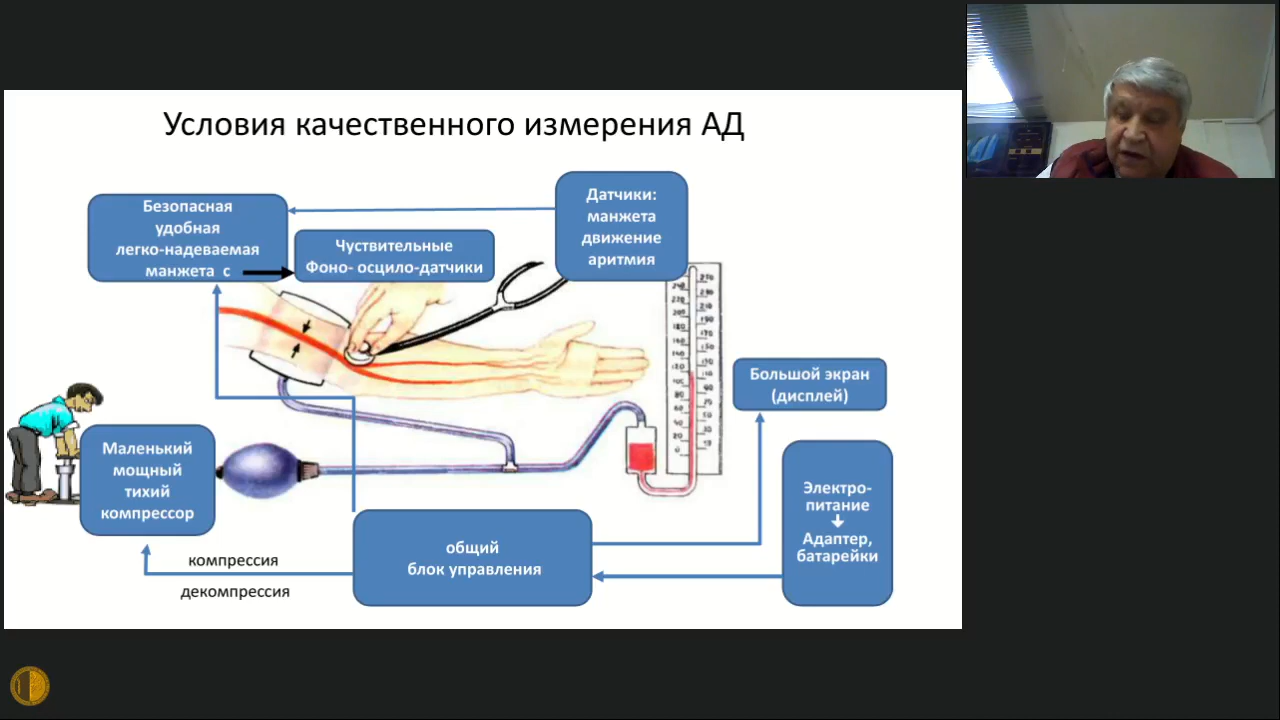 Условия качественного измерения АД
Безопасная
удобная
легко-надеваемая
манжета с
Чуствительные
Фоно- осцило-датчики
Датчики:
манжета
движение
аритмия
Большой экран
(дисплей)
Маленький
мощный
тихий
компрессор
Электро-
питание
Адаптер,
батарейки
общий
блок управления
компрессия
декомпрессия